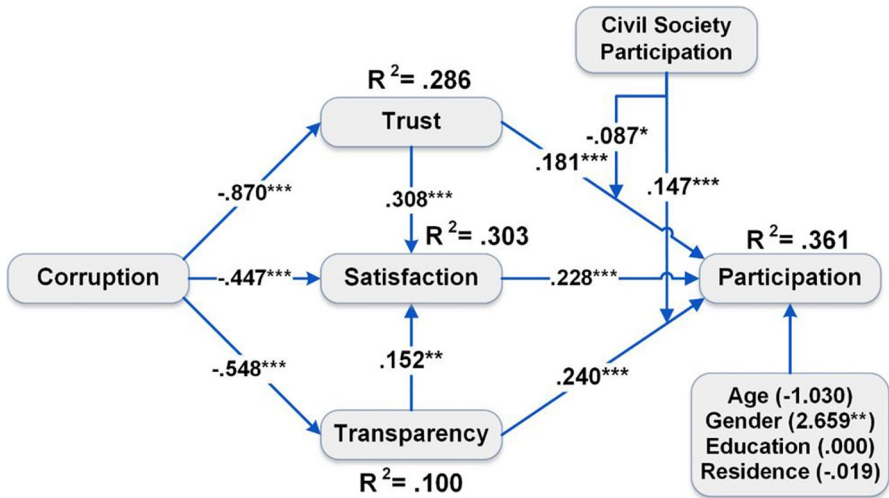 Civil Society
Participation
R²= .286
Trust
-.087*
.181***
-.870***
.308***
.147***
R²= .303
R²= .361
Corruption
-.447***
Satisfaction
.228***
Participation
-.548***
.152**
.240***
Transparency
R²= .100
Age (-1.030)
Gender (2.659**)
Education (.000)
Residence (-.019)